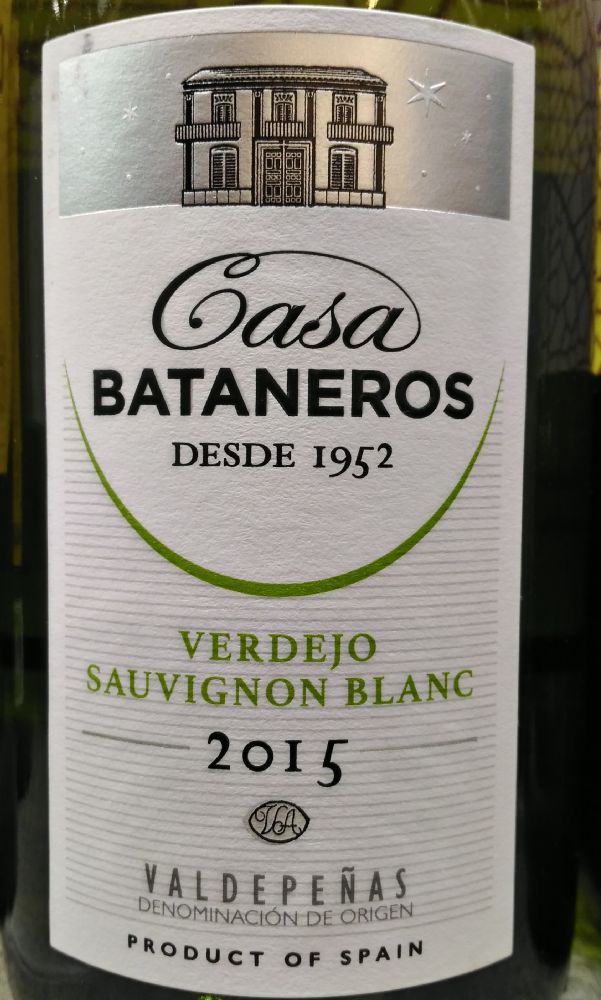 Casa
BATANEROS
DESDE 1952
VERDEJO
SAUVIGNON BLANC
2015
VALDEPEÑAS
DENOMINACIÓN DE ORIGEN
PRODUCT OF SPAIN